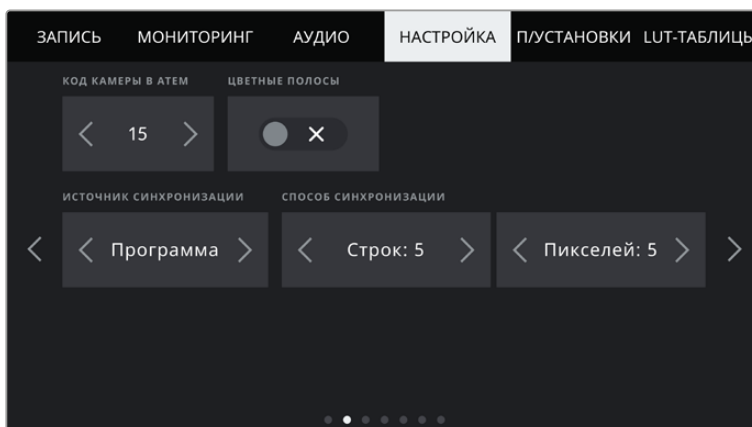 ЗАПИСЬ МОНИТОРИНГ АУДИО НАСТРОЙКА П/УСТАНОВКИ LUT-ТАБЛИЦЫ
КОД КАМЕРЫ В ATEM ЦВЕТНЫЕ ПОЛОСЫ
15
ИСТОЧНИК СИНХРОНИЗАЦИИ СПОСОБ СИНХРОНИЗАЦИИ
Программа Строк: 5 Пикселей: 5